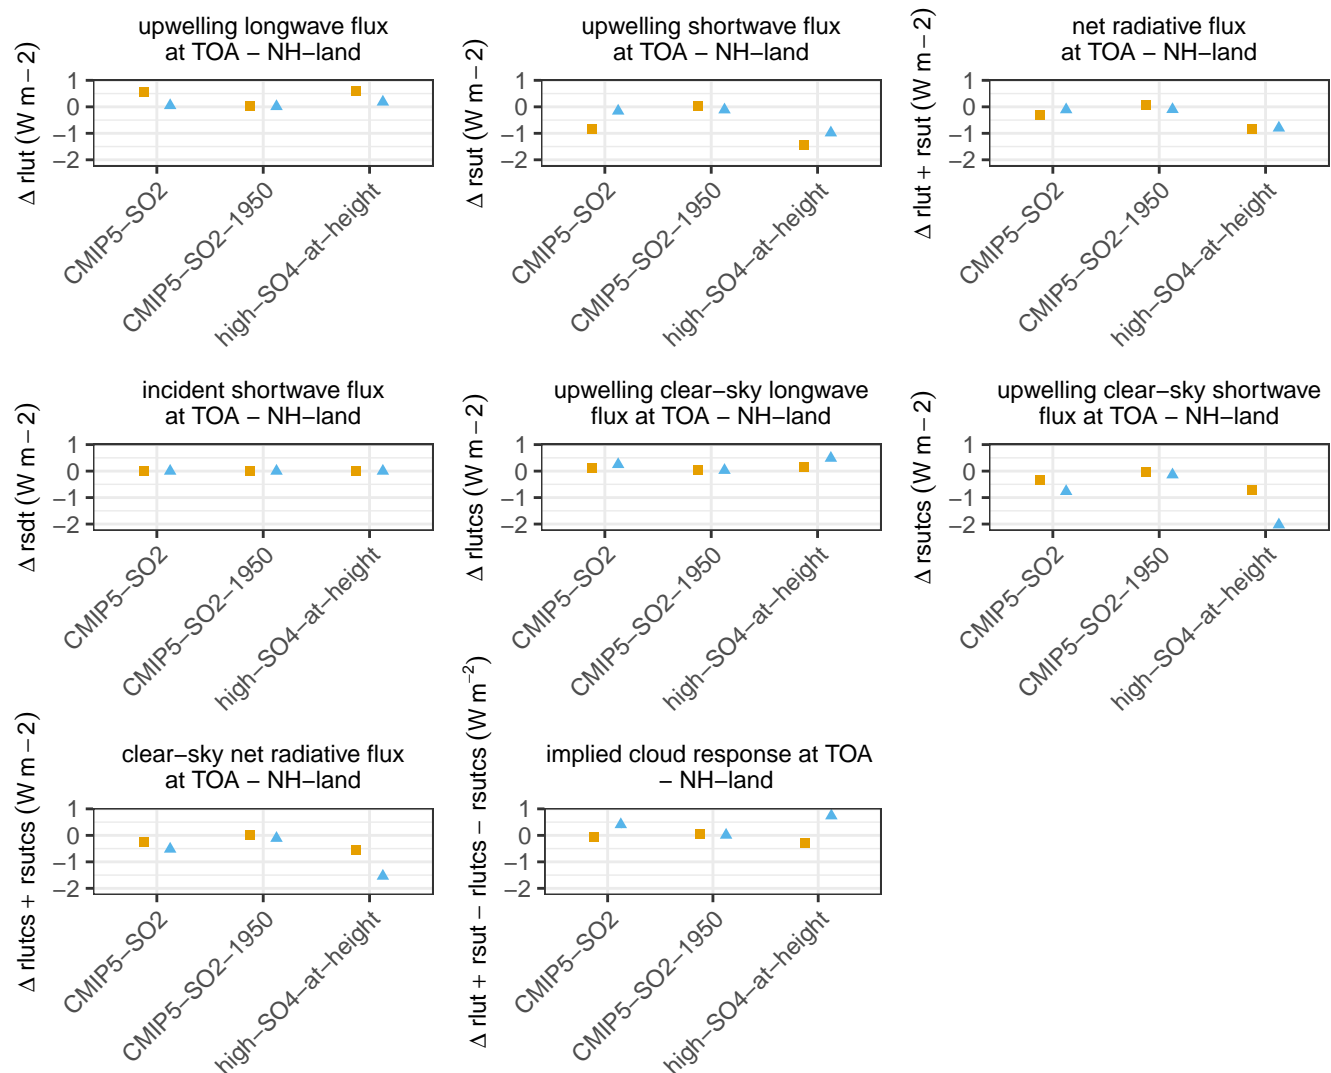 upwelling longwave flux
at TOA − NH−land
Δ rlut (W m−2)
1
0
−1
−2
CMIP5−SO2
CMIP5−SO2−1950
high−SO4−at−height
upwelling shortwave flux
at TOA − NH−land
Δ rsut (W m−2)
1
0
−1
−2
CMIP5−SO2
CMIP5−SO2−1950
high−SO4−at−height
net radiative flux
at TOA − NH−land
Δ rlut + rsut (W m−2)
1
0
−1
−2
CMIP5−SO2
CMIP5−SO2−1950
high−SO4−at−height
incident shortwave flux
at TOA − NH−land
Δ rsdt (W m−2)
1
0
−1
−2
CMIP5−SO2
CMIP5−SO2−1950
high−SO4−at−height
upwelling clear−sky longwave
flux at TOA − NH−land
Δ rlutcs (W m−2)
1
0
−1
−2
CMIP5−SO2
CMIP5−SO2−1950
high−SO4−at−height
upwelling clear−sky shortwave
flux at TOA − NH−land
Δ rsutcs (W m−2)
1
0
−1
−2
CMIP5−SO2
CMIP5−SO2−1950
high−SO4−at−height
clear−sky net radiative flux
at TOA − NH−land
Δ rlutcs + rsutcs (W m−2)
1
0
−1
−2
CMIP5−SO2
CMIP5−SO2−1950
high−SO4−at−height
implied cloud response at TOA
− NH−land
Δ rlut + rsut − rlutcs − rsutcs (W m⁻²)
1
0
−1
−2
CMIP5−SO2
CMIP5−SO2−1950
high−SO4−at−height